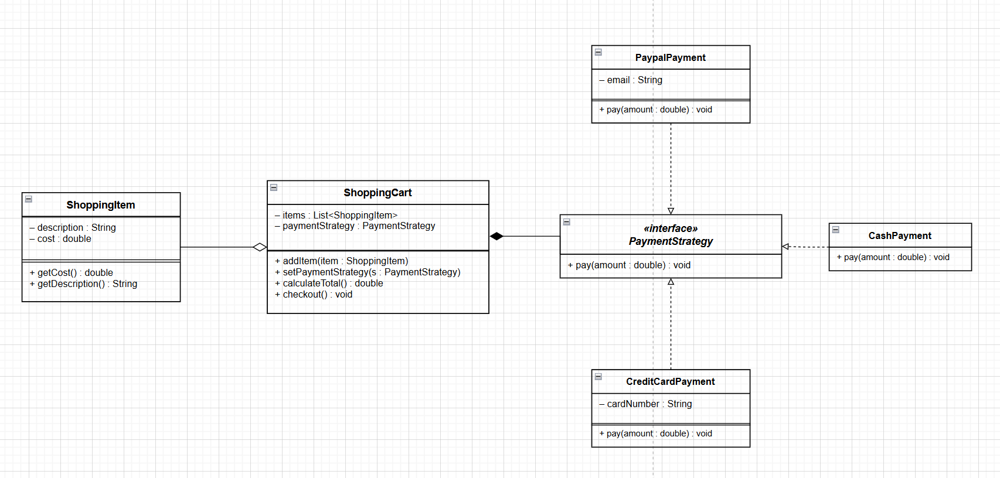 PaypalPayment
– email : String
+ pay(amount : double) : void
ShoppingItem
– description : String
– cost : double
+ getCost() : double
+ getDescription() : String
ShoppingCart
– items : List<ShoppingItem>
– paymentStrategy : PaymentStrategy
+ addItem(item : ShoppingItem)
+ setPaymentStrategy(s : PaymentStrategy)
+ calculateTotal() : double
+ checkout() : void
«interface»
PaymentStrategy
+ pay(amount : double) : void
CashPayment
+ pay(amount : double) : void
CreditCardPayment
– cardNumber : String
+ pay(amount : double) : void